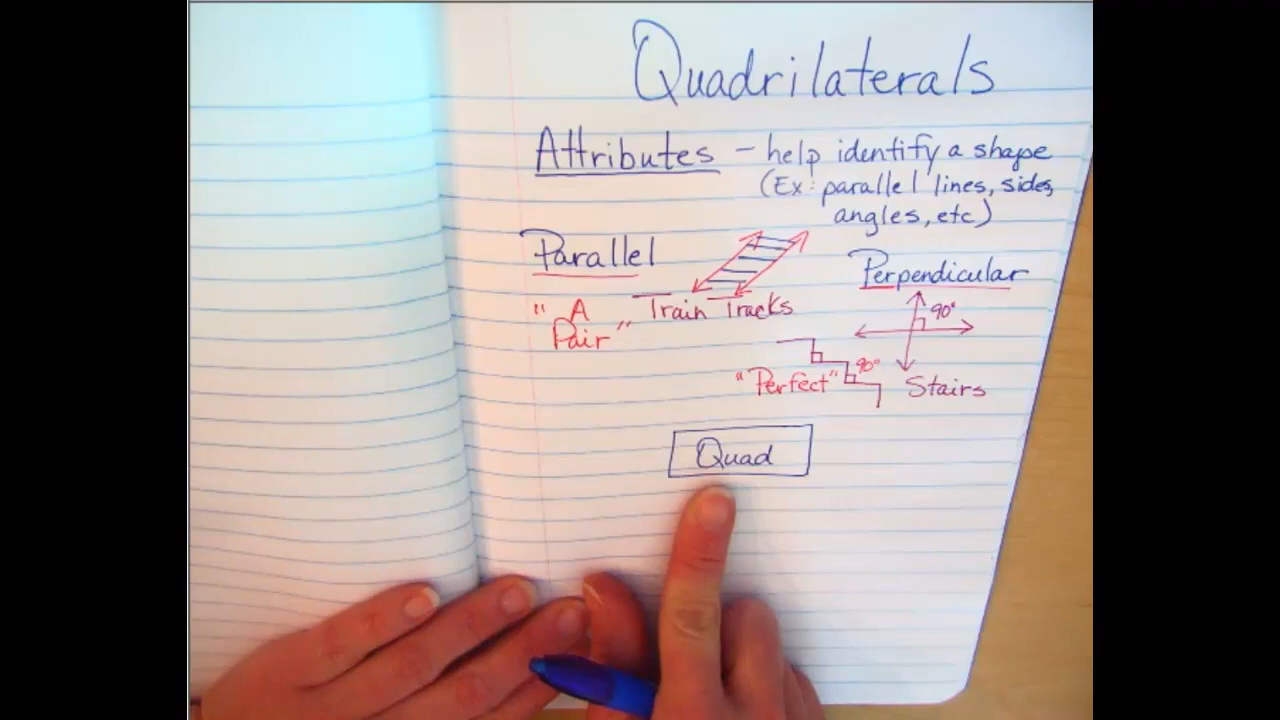 Quadrilaterals
Attributes - help identify a shape
(Ex: parallel lines, sides,
angles, etc)
Parallel
"A
Pair"
Train Tracks
Perpendicular
90°
90°
"Perfect"
Stairs
Quad